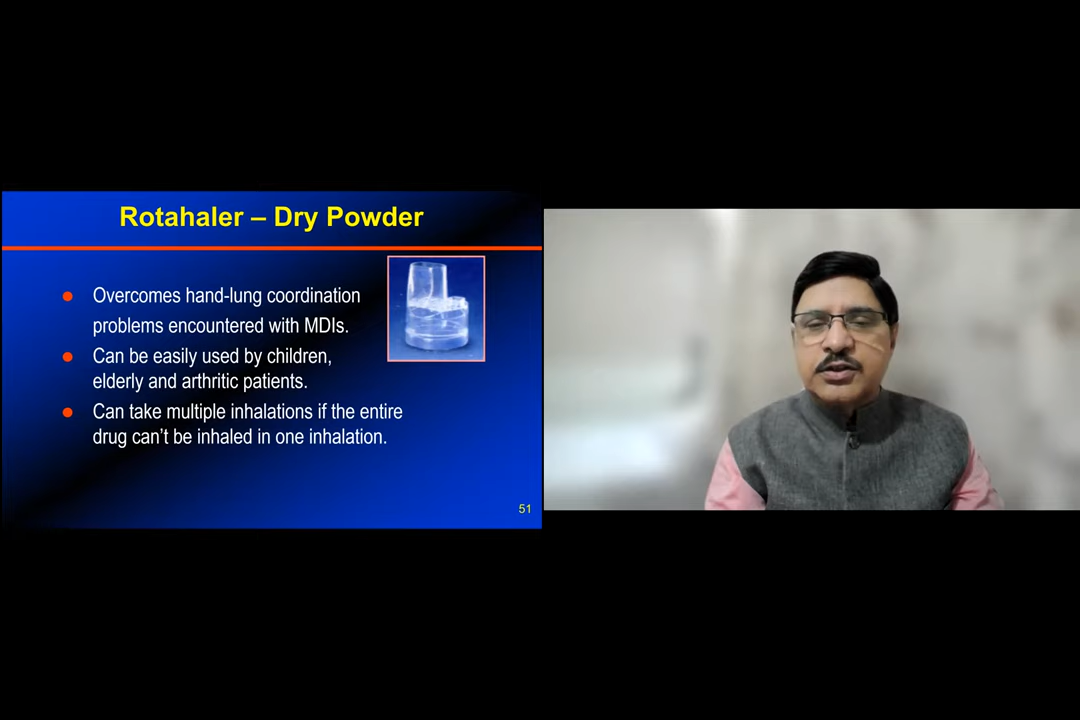 Rotahaler – Dry Powder
Overcomes hand-lung coordination
problems encountered with MDIs.
Can be easily used by children,
elderly and arthritic patients.
Can take multiple inhalations if the entire
drug can't be inhaled in one inhalation.
51